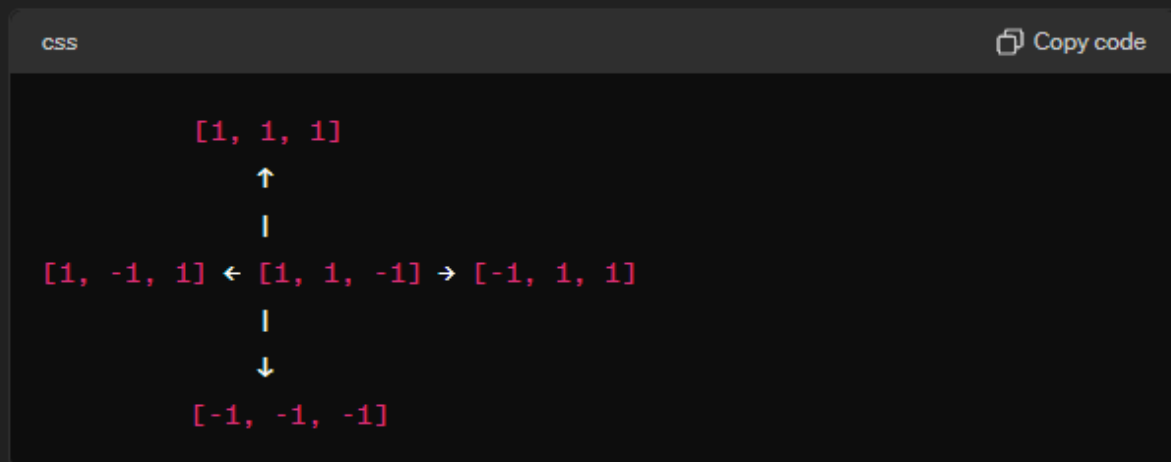 css Copy code
[1, 1, 1]
↑
|
[1, -1, 1] ← [1, 1, -1] → [-1, 1, 1]
|
↓
[-1, -1, -1]